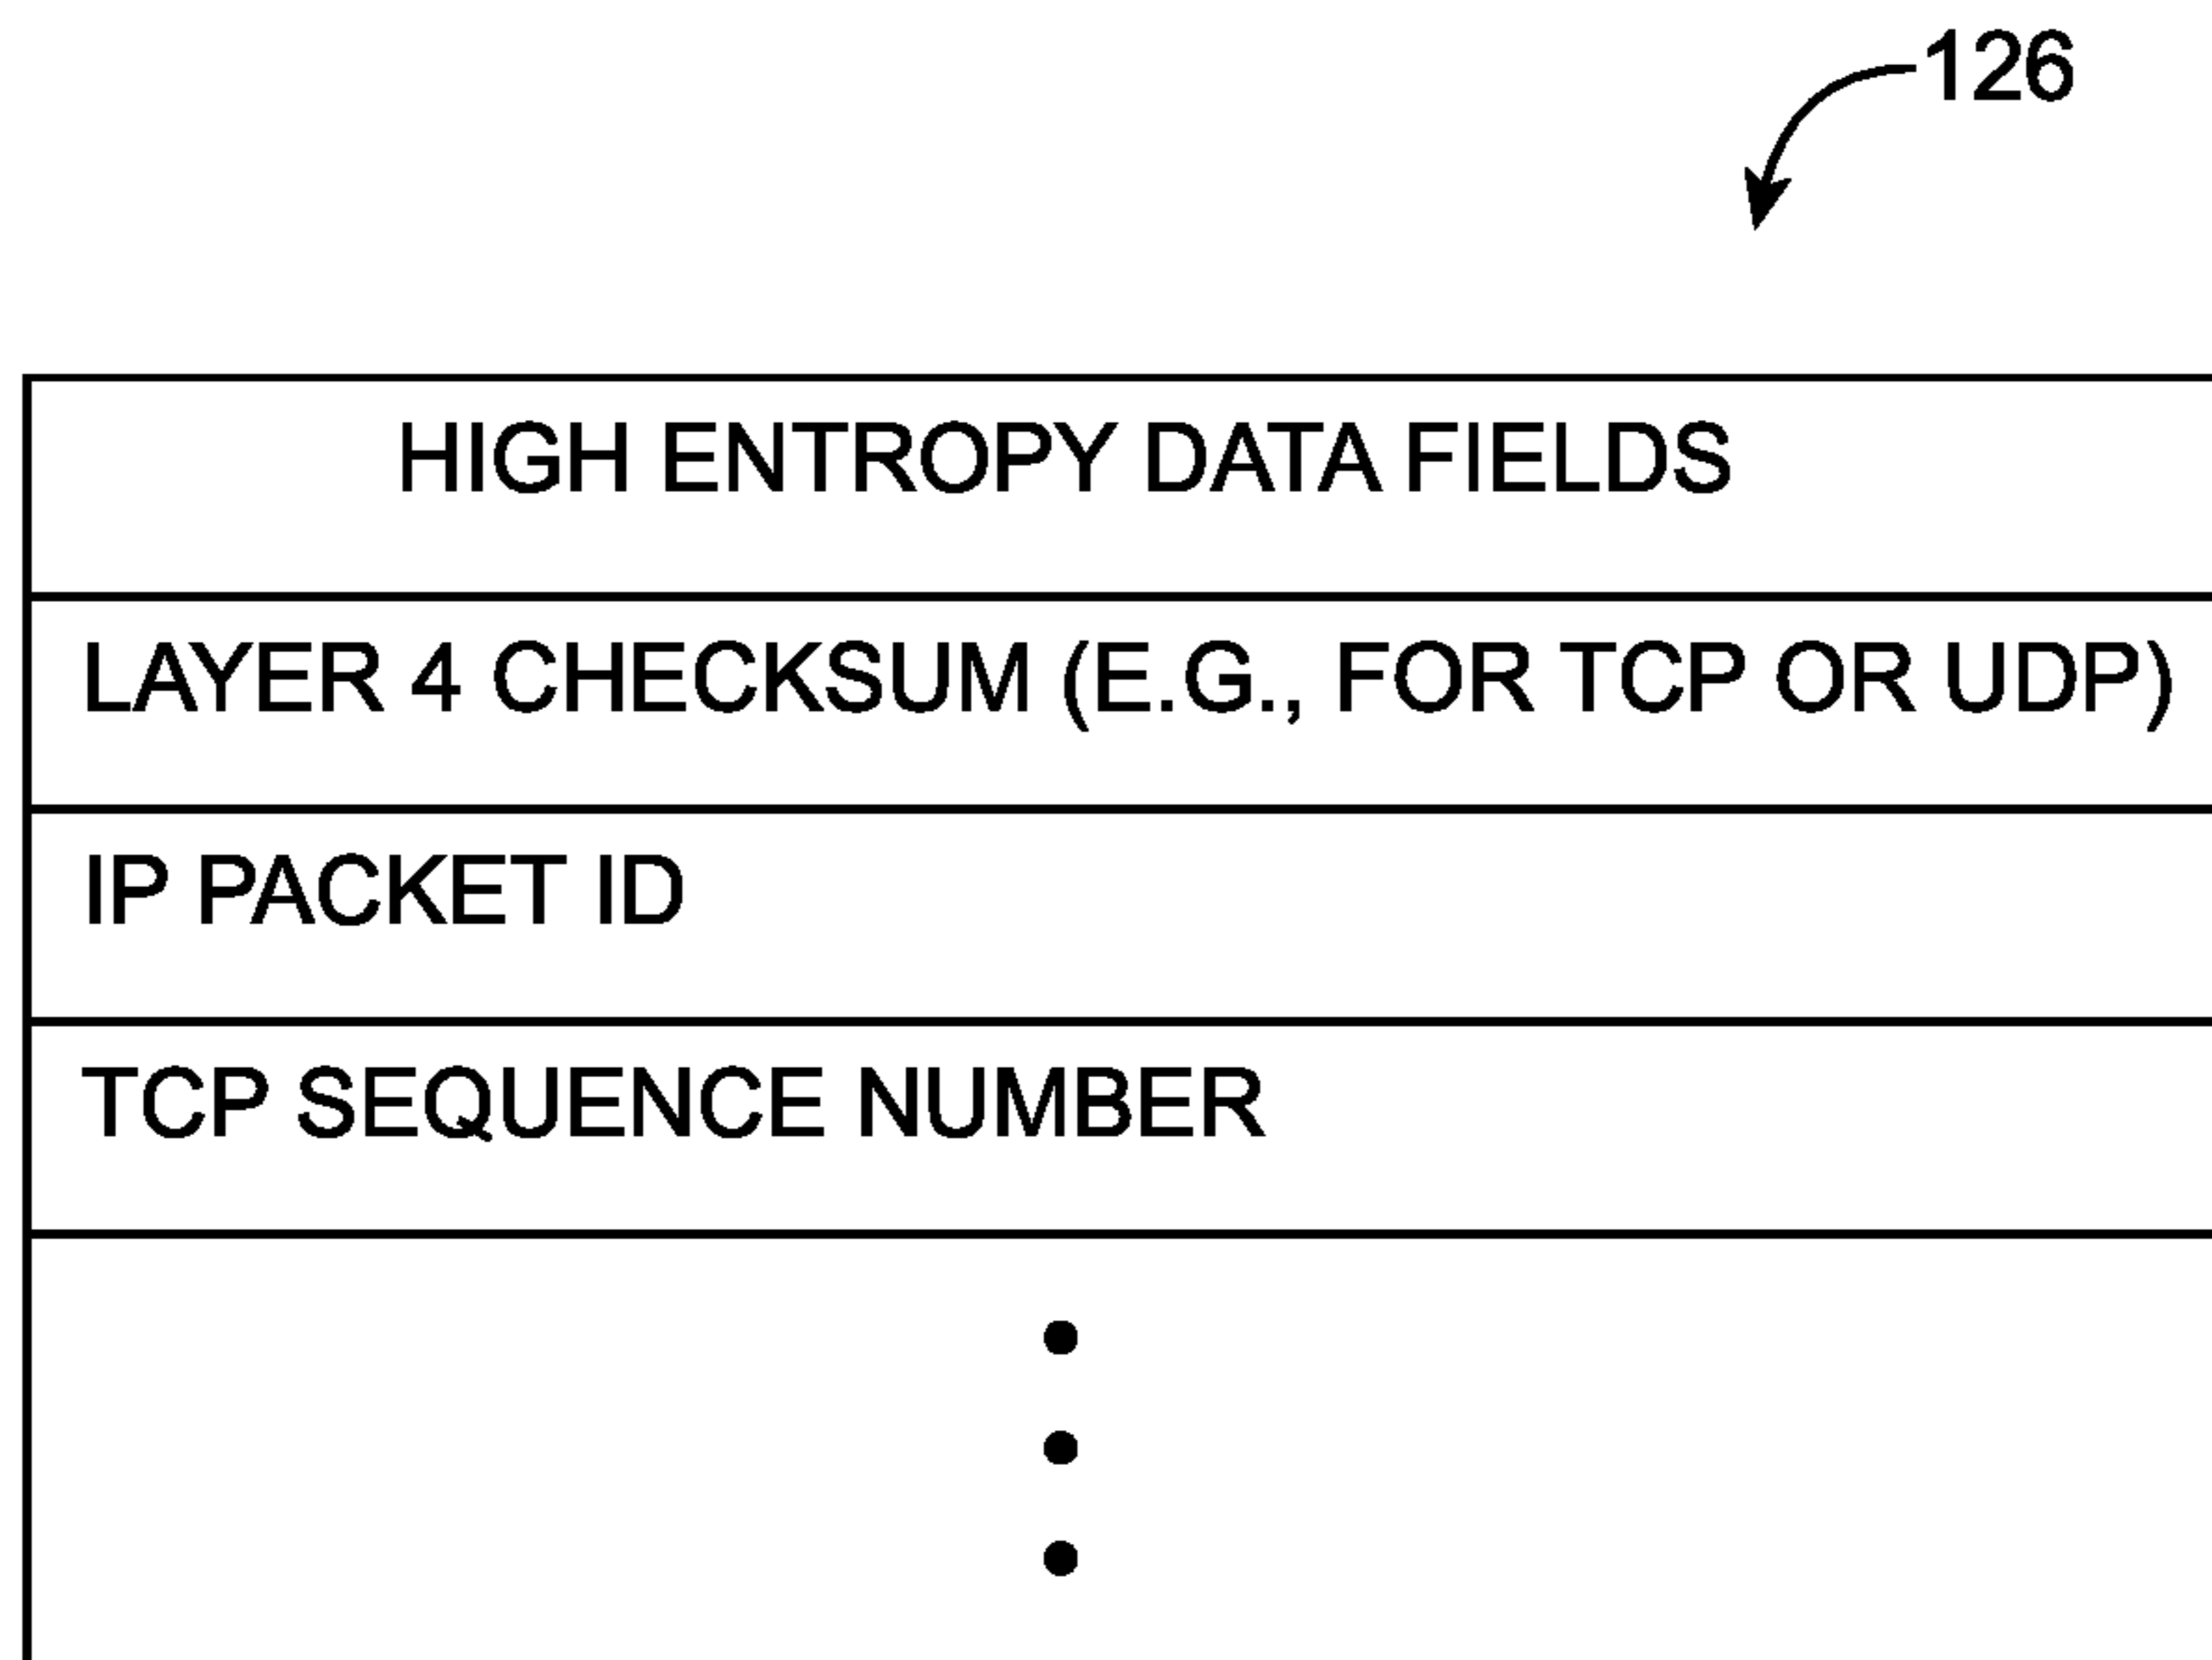 126
HIGH ENTROPY DATA FIELDS
LAYER 4 CHECKSUM (E.G., FOR TCP OR UDP)
IP PACKET ID
TCP SEQUENCE NUMBER